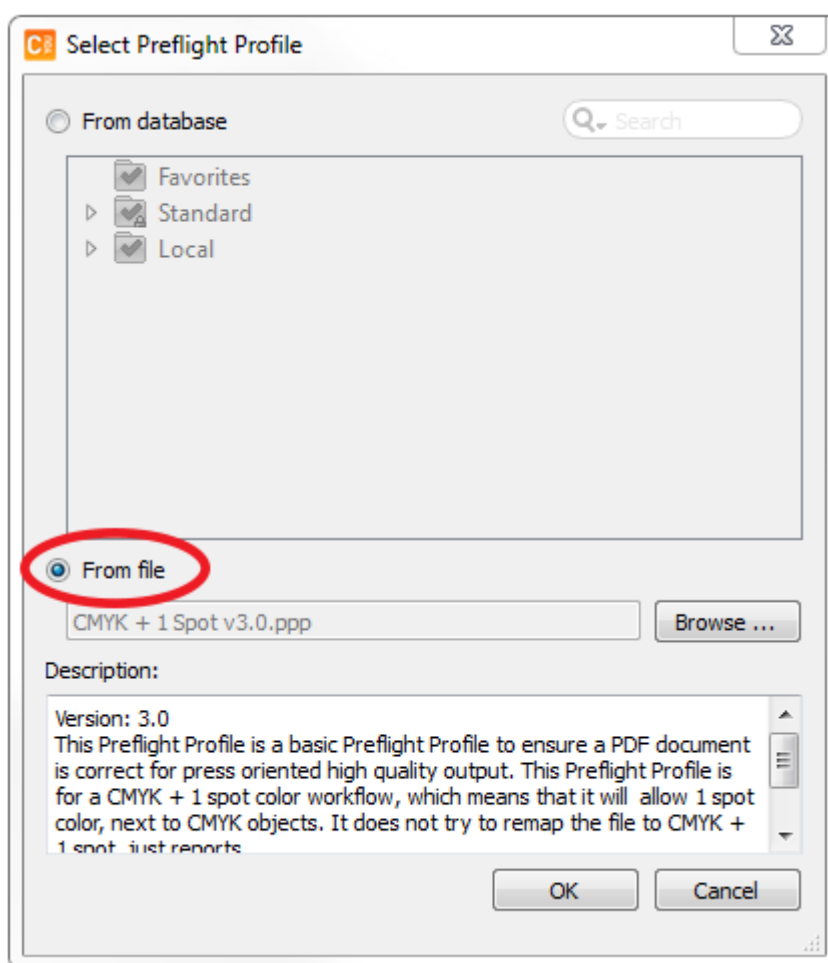 Select Preflight Profile
From database
Search
Favorites
Standard
Local
From file
CMYK + 1 Spot v3.0.ppp
Browse ...
Description:
Version: 3.0
This Preflight Profile is a basic Preflight Profile to ensure a PDF document
is correct for press oriented high quality output. This Preflight Profile is
for a CMYK + 1 spot color workflow, which means that it will  allow 1 spot
color, next to CMYK objects. It does not try to remap the file to CMYK +
1 spot, just reports
OK
Cancel